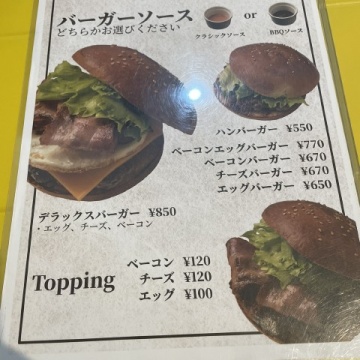 バーガーソース
どちらかお選びください
or
クラシックソース
BBQソース
ハンバーガー ¥550
ベーコンエッグバーガー ¥770
ベーコンバーガー ¥670
チーズバーガー ¥670
エッグバーガー ¥650
デラックスバーガー ¥850
・エッグ、チーズ、ベーコン
Topping
ベーコン ¥120
チーズ ¥120
エッグ ¥100